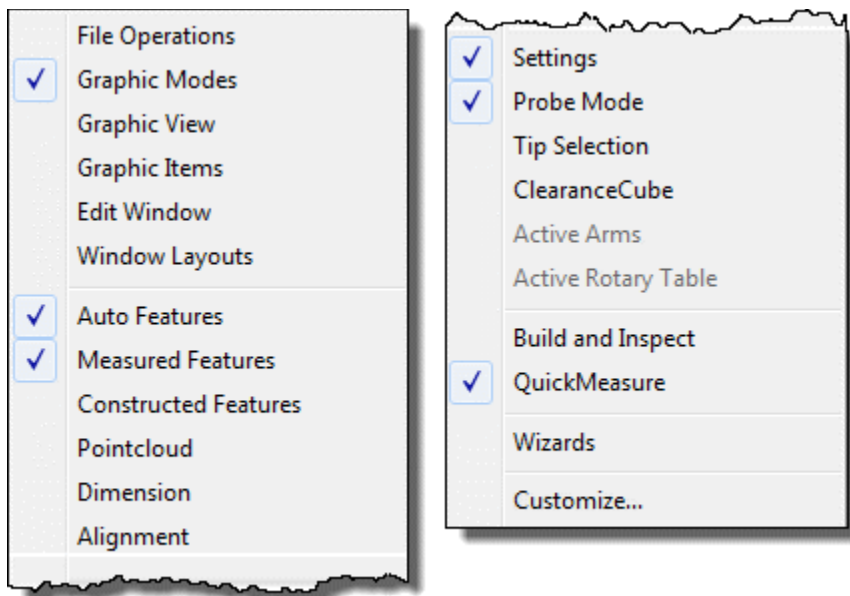 File Operations
Graphic Modes
Graphic View
Graphic Items
Edit Window
Window Layouts
Auto Features
Measured Features
Constructed Features
Pointcloud
Dimension
Alignment
Settings
Probe Mode
Tip Selection
ClearanceCube
Active Arms
Active Rotary Table
Build and Inspect
QuickMeasure
Wizards
Customize...